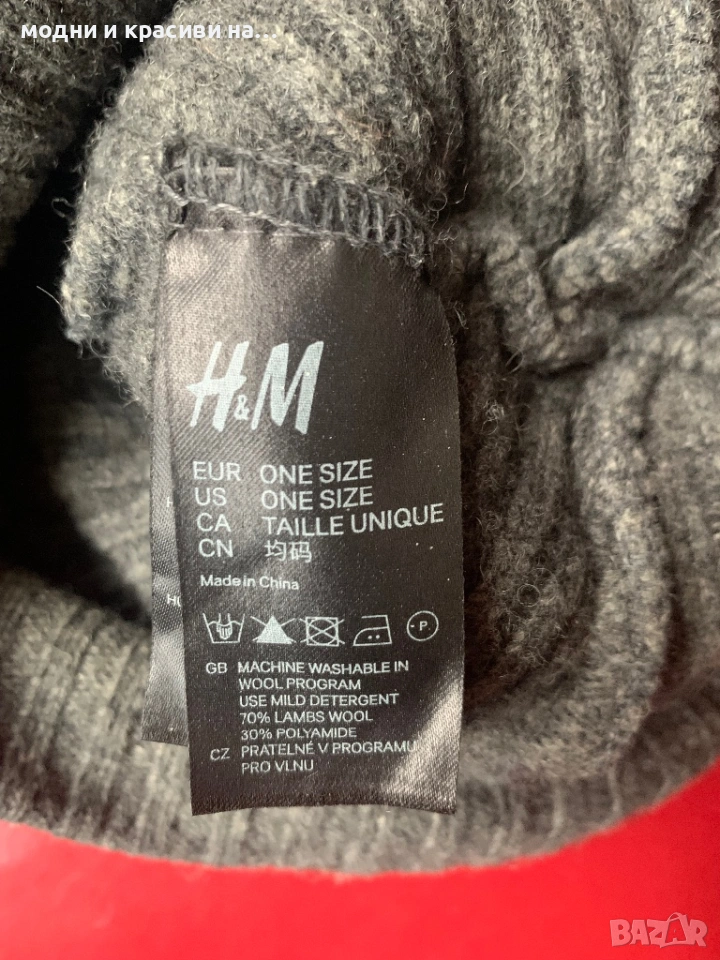 модни и красиви на...
H&M
EUR ONE SIZE
US ONE SIZE
CA TAILLE UNIQUE
CN 均码
Made in China
P
GB MACHINE WASHABLE IN
WOOL PROGRAM
USE MILD DETERGENT
70% LAMBS WOOL
30% POLYAMIDE
CZ PRATELNÉ V PROGRAMU
PRO VLNU
BAZAR